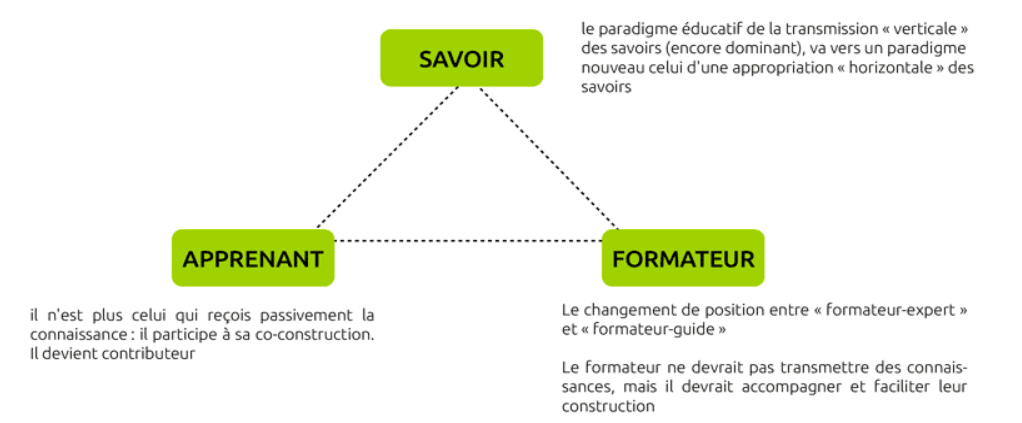 SAVOIR
le paradigme éducatif de la transmission « verticale »
des savoirs (encore dominant), va vers un paradigme
nouveau celui d'une appropriation « horizontale » des
savoirs
APPRENANT
il n'est plus celui qui reçois passivement la
connaissance : il participe à sa co-construction.
Il devient contributeur
FORMATEUR
Le changement de position entre « formateur-expert »
et « formateur-guide »
Le formateur ne devrait pas transmettre des connais-
sances, mais il devrait accompagner et faciliter leur
construction